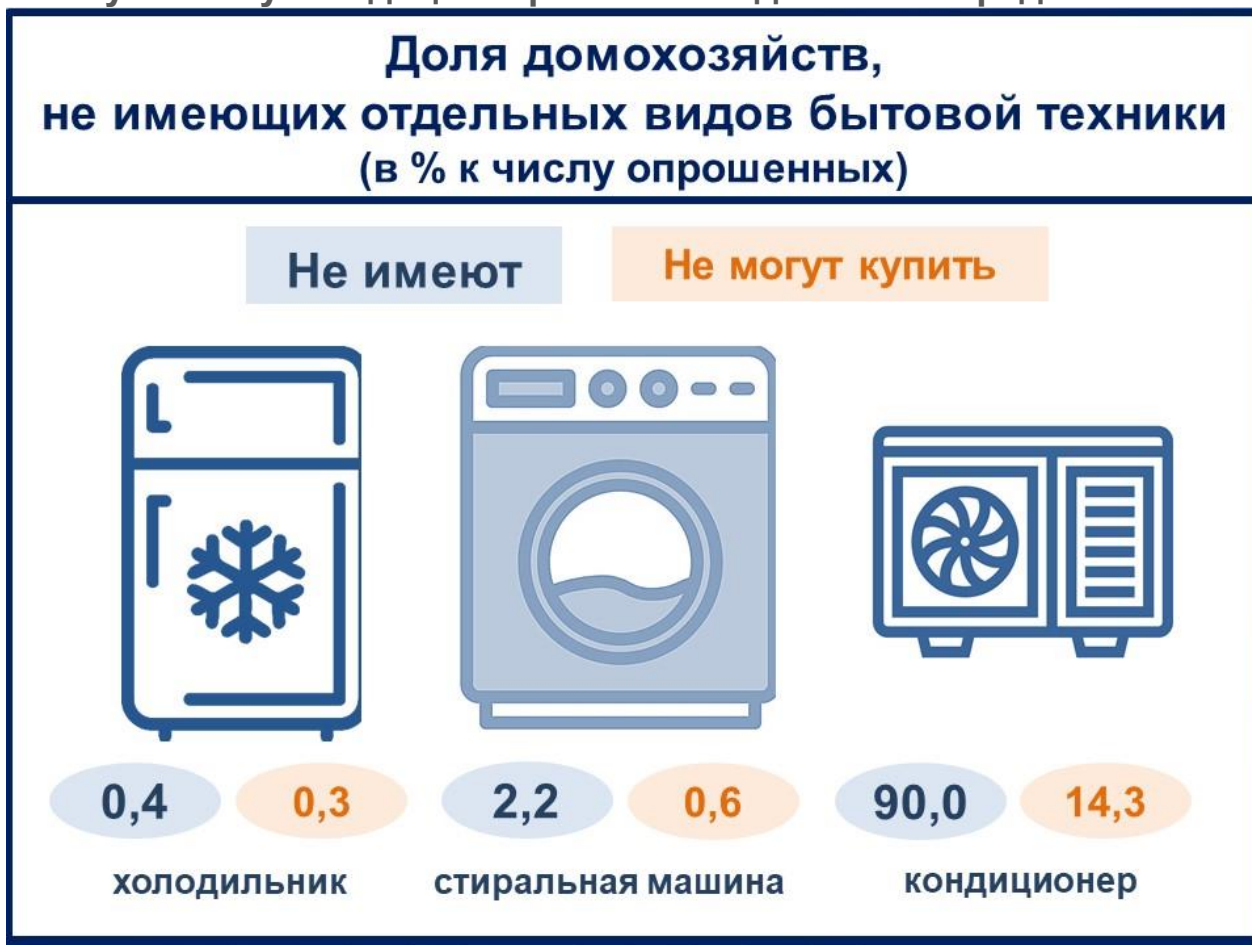 Доля домохозяйств,
не имеющих отдельных видов бытовой техники
(в % к числу опрошенных)
Не имеют
Не могут купить
0,4 0,3 2,2 0,6 90,0 14,3
холодильник стиральная машина кондиционер